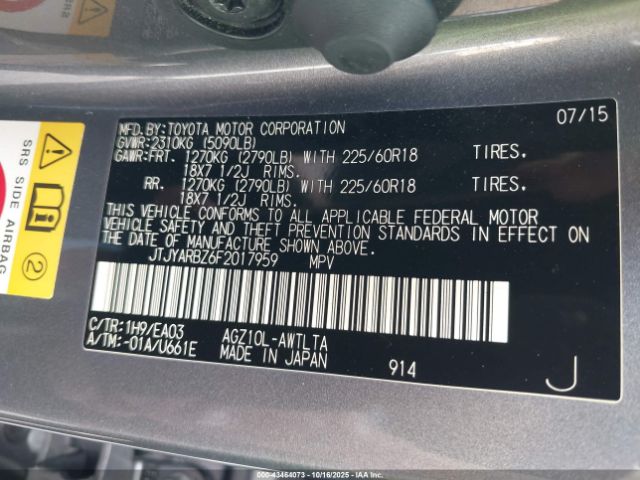 SRS SIDE AIRBAG
2
MFD.BY:TOYOTA MOTOR CORPORATION 07/15
GVWR:2310KG (5090LB)
GAWR:FRT. 1270KG (2790LB) WITH 225/60R18 TIRES.
18X7 1/2J RIMS.
RR. 1270KG (2790LB) WITH 225/60R18 TIRES.
18X7 1/2J RIMS.
THIS VEHICLE CONFORMS TO ALL APPLICABLE FEDERAL MOTOR
VEHICLE SAFETY AND THEFT PREVENTION STANDARDS IN EFFECT ON
THE DATE OF MANUFACTURE SHOWN ABOVE.
JTJYARBZ6F2017959 MPV
C/TR:1H9/EA03 AGZ10L-AWTLTA
A/TM:-01A/U661E MADE IN JAPAN 914 J
000-43464073 | 10/16/2025 | IAAI.COM